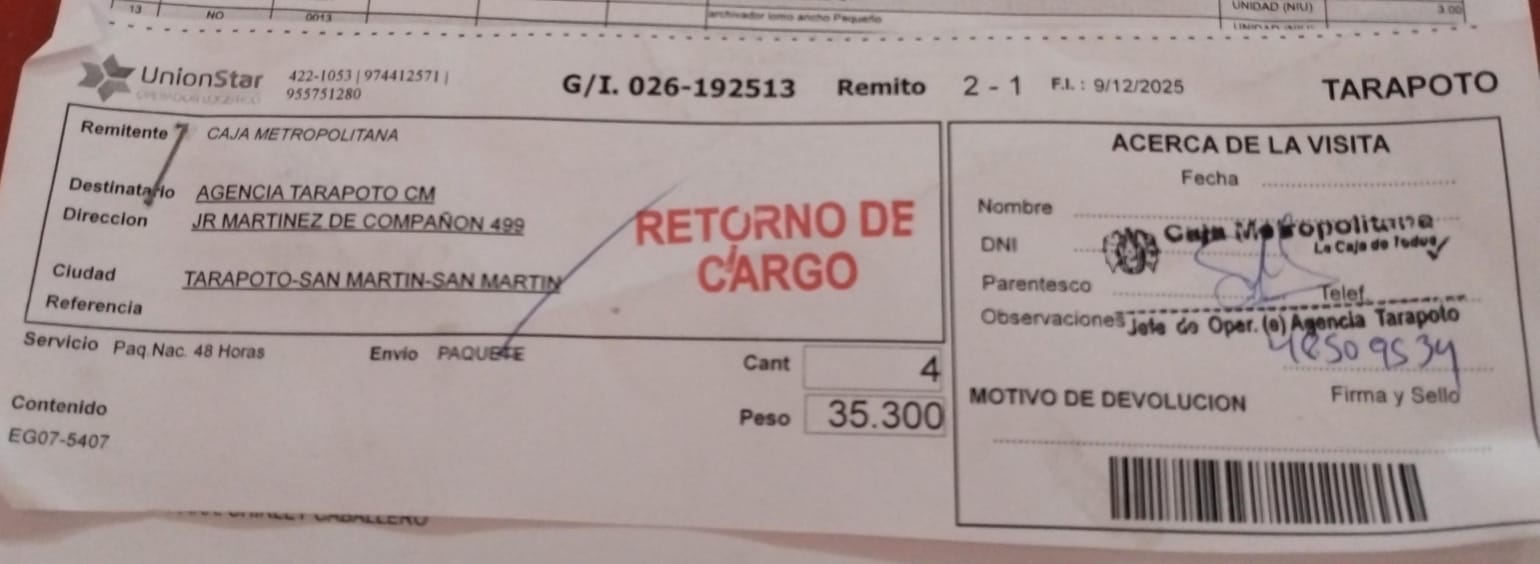 13 NO 0013 archivador lomo ancho Pequeño UNIDAD (NIU) 3.00
UnionStar
OPERADOR LOGISTICO
422-1053 | 974412571 |
955751280
G/I. 026-192513 Remito 2 - 1 F.I. : 9/12/2025 TARAPOTO
Remitente CAJA METROPOLITANA
Destinatario AGENCIA TARAPOTO CM
Direccion JR MARTINEZ DE COMPAÑON 499
Ciudad TARAPOTO-SAN MARTIN-SAN MARTIN
Referencia
RETORNO DE
CARGO
Servicio Paq.Nac. 48 Horas Envio PAQUETE
Cant 4
Peso 35.300
Contenido
EG07-5407
ACERCA DE LA VISITA
Fecha
Nombre
Caja Metropolitana
La Caja de Todos
DNI
Parentesco Telef.
Observaciones Jefe de Oper. (e) Agencia Tarapoto
Firma y Sello
MOTIVO DE DEVOLUCION
CABALLERO